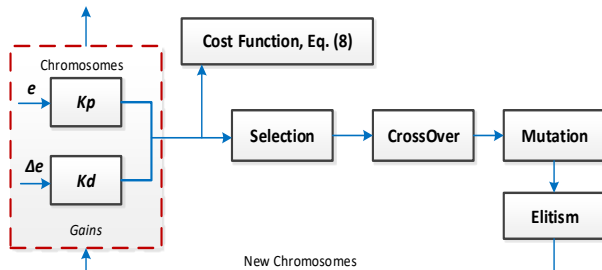 Cost Function, Eq. (8)
Chromosomes
e
Kp
Selection
CrossOver
Mutation
Δe
Kd
Elitism
Gains
New Chromosomes